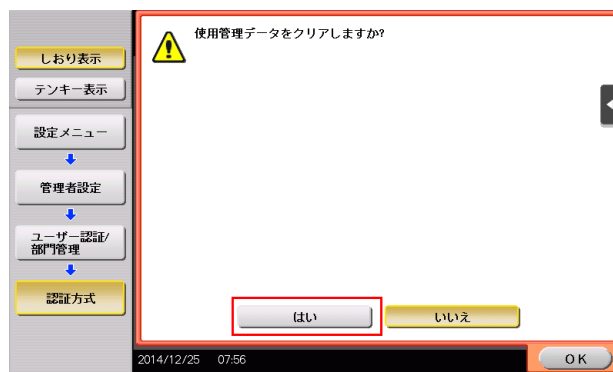 しおり表示
テンキー表示
設定メニュー
管理者設定
ユーザー認証/
部門管理
認証方式
使用管理データをクリアしますか?
はい
いいえ
2014/12/25 07:56
OK